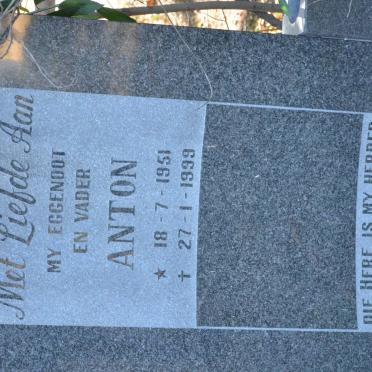 Met Liefde Aan
MY EGGENOOT
EN VADER
ANTON
★ 18-7-1951
✝ 27-1-1999
DIE HERE IS MY HERDER